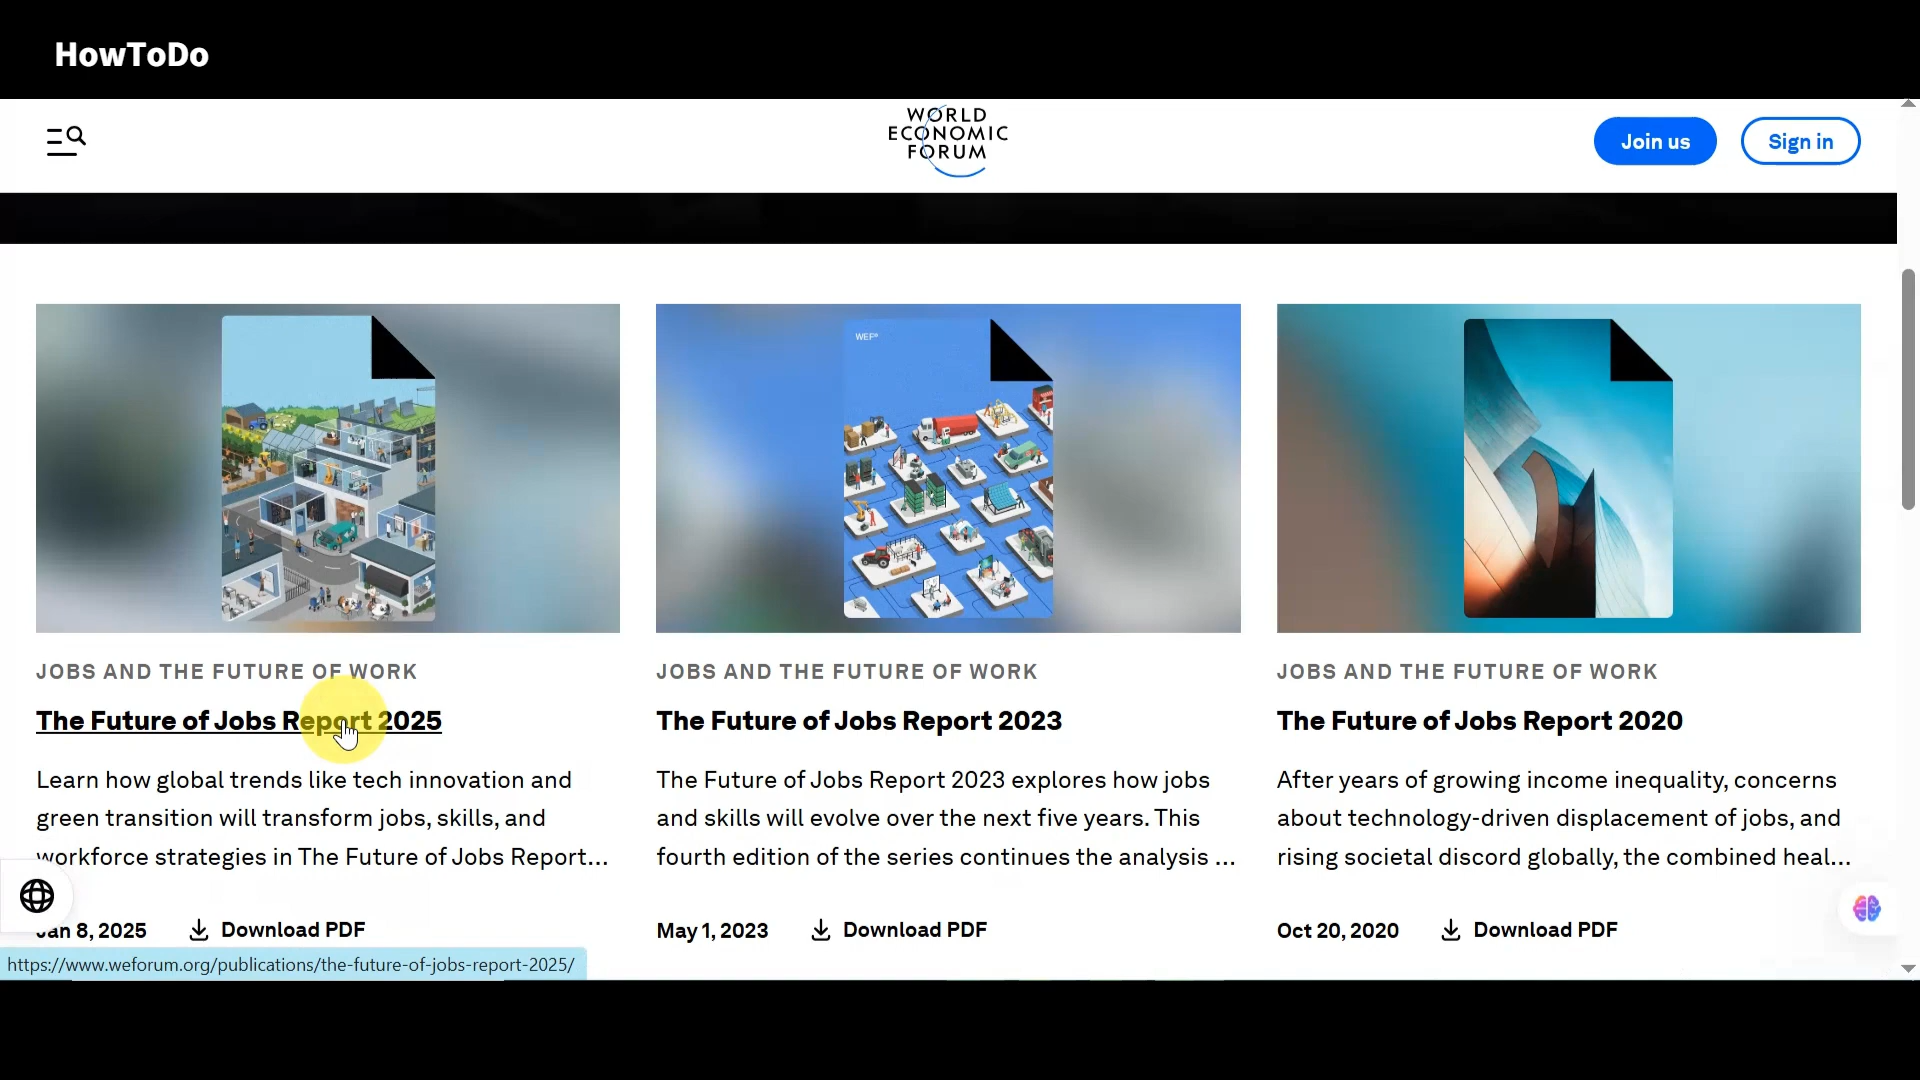 HowToDo
WORLD
ECONOMIC
FORUM
Join us
Sign in
WEF
JOBS AND THE FUTURE OF WORK
The Future of Jobs Report 2025
Learn how global trends like tech innovation and
green transition will transform jobs, skills, and
workforce strategies in The Future of Jobs Report...
Jan 8, 2025
Download PDF
JOBS AND THE FUTURE OF WORK
The Future of Jobs Report 2023
The Future of Jobs Report 2023 explores how jobs
and skills will evolve over the next five years. This
fourth edition of the series continues the analysis ...
May 1, 2023
Download PDF
JOBS AND THE FUTURE OF WORK
The Future of Jobs Report 2020
After years of growing income inequality, concerns
about technology-driven displacement of jobs, and
rising societal discord globally, the combined heal...
Oct 20, 2020
Download PDF
https://www.weforum.org/publications/the-future-of-jobs-report-2025/